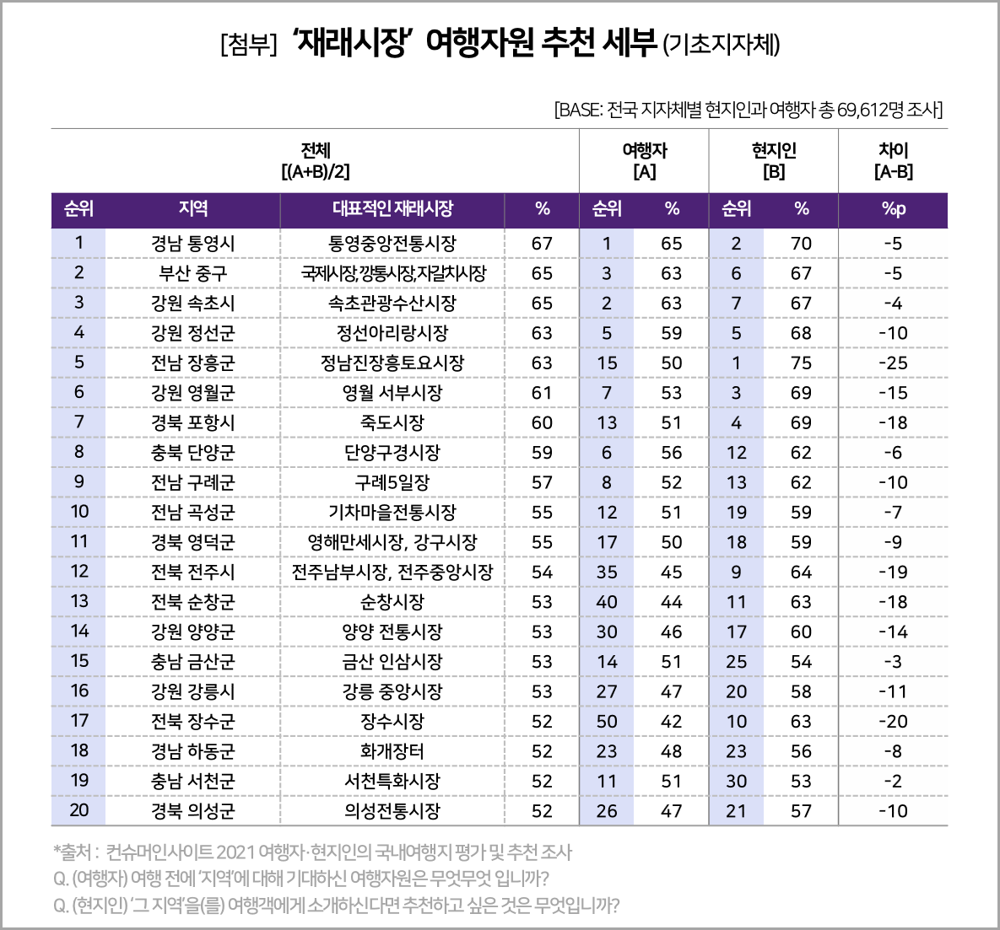 [첨부] ‘재래시장’ 여행자원 추천 세부 (기초지자체)
[BASE: 전국 지자체별 현지인과 여행자 총 69,612명 조사]
전체 여행자 현지인 차이
[(A+B)/2] [A] [B] [A-B]
순위 지역 대표적인 재래시장 % 순위 % 순위 % %p
1 경남 통영시 통영중앙전통시장 67 1 65 2 70 -5
2 부산 중구 국제시장,깡통시장,자갈치시장 65 3 63 6 67 -5
3 강원 속초시 속초관광수산시장 65 2 63 7 67 -4
4 강원 정선군 정선아리랑시장 63 5 59 5 68 -10
5 전남 장흥군 정남진장흥토요시장 63 15 50 1 75 -25
6 강원 영월군 영월 서부시장 61 7 53 3 69 -15
7 경북 포항시 죽도시장 60 13 51 4 69 -18
8 충북 단양군 단양구경시장 59 6 56 12 62 -6
9 전남 구례군 구례5일장 57 8 52 13 62 -10
10 전남 곡성군 기차마을전통시장 55 12 51 19 59 -7
11 경북 영덕군 영해만세시장, 강구시장 55 17 50 18 59 -9
12 전북 전주시 전주남부시장, 전주중앙시장 54 35 45 9 64 -19
13 전북 순창군 순창시장 53 40 44 11 63 -18
14 강원 양양군 양양 전통시장 53 30 46 17 60 -14
15 충남 금산군 금산 인삼시장 53 14 51 25 54 -3
16 강원 강릉시 강릉 중앙시장 53 27 47 20 58 -11
17 전북 장수군 장수시장 52 50 42 10 63 -20
18 경남 하동군 화개장터 52 23 48 23 56 -8
19 충남 서천군 서천특화시장 52 11 51 30 53 -2
20 경북 의성군 의성전통시장 52 26 47 21 57 -10
*출처 : 컨슈머인사이트 2021 여행자·현지인의 국내여행지 평가 및 추천 조사
Q. (여행자) 여행 전에 ‘지역’에 대해 기대하신 여행자원은 무엇무엇 입니까?
Q. (현지인) ‘그 지역’을(를) 여행객에게 소개하신다면 추천하고 싶은 것은 무엇입니까?